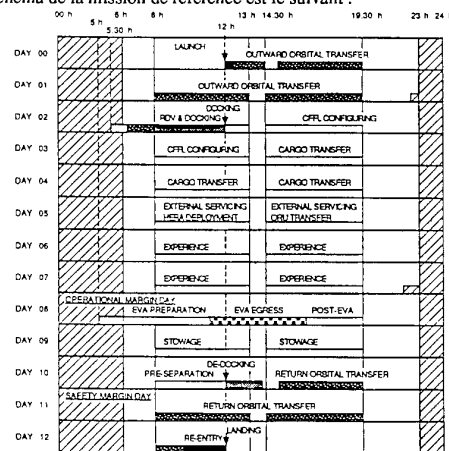 schéma de la mission de référence est le suivant :
00 h 5 h 6 h 8 h 13 h 14.30 h 19.30 h 23 h 24
5.30 h 12 h
LAUNCH
DAY 00 OUTWARD ORBITAL TRANSFER
DAY 01 OUTWARD ORBITAL TRANSFER
DOCKING
DAY 02 RDV & DOCKING CFFL CONFIGURING
DAY 03 CFFL CONFIGURING CARGO TRANSFER
DAY 04 CARGO TRANSFER CARGO TRANSFER
DAY 05 EXTERNAL SERVICING EXTERNAL SERVICING
HERA DEPLOYMENT ORU TRANSFER
DAY 06 EXPERIENCE EXPERIENCE
DAY 07 EXPERIENCE EXPERIENCE
OPERATIONAL MARGIN DAY
DAY 08 EVA PREPARATION EVA EGRESS POST-EVA
DAY 09 STOWAGE STOWAGE
DE-DOCKING
DAY 10 PRE-SEPARATION RETURN ORBITAL TRANSFER
SAFETY MARGIN DAY
DAY 11 RETURN ORBITAL TRANSFER
LANDING
DAY 12 RE-ENTRY